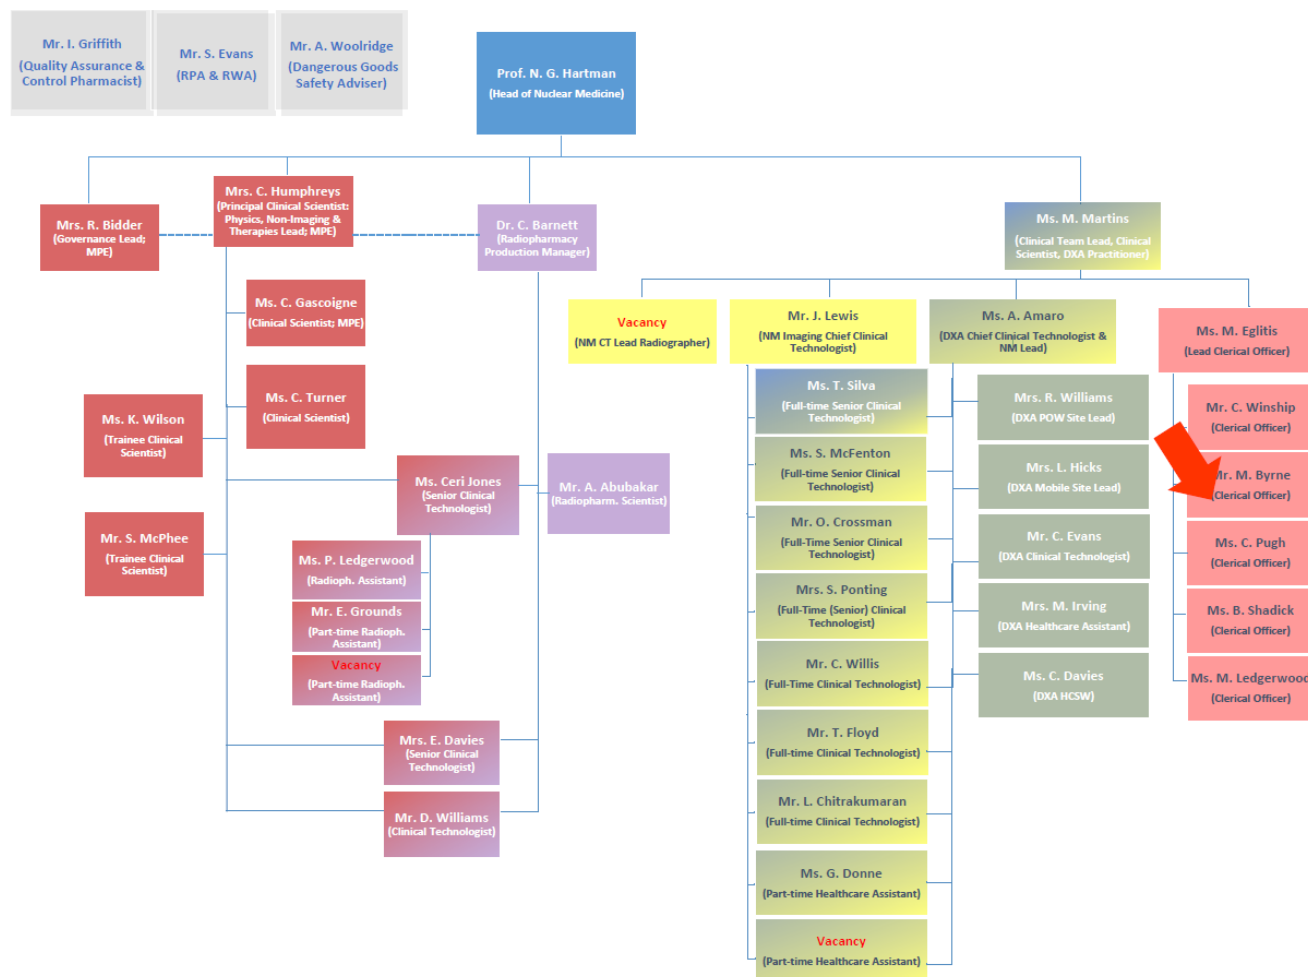 Mr. I. Griffith
(Quality Assurance &
Control Pharmacist)
Mr. S. Evans
(RPA & RWA)
Mr. A. Woolridge
(Dangerous Goods
Safety Adviser)
Prof. N. G. Hartman
(Head of Nuclear Medicine)
Mrs. R. Bidder
(Governance Lead;
MPE)
Mrs. C. Humphreys
(Principal Clinical Scientist:
Physics, Non-Imaging &
Therapies Lead; MPE)
Dr. C. Barnett
(Radiopharmacy
Production Manager)
Ms. M. Martins
(Clinical Team Lead, Clinical
Scientist, DXA Practitioner)
Ms. C. Gascoigne
(Clinical Scientist; MPE)
Ms. C. Turner
(Clinical Scientist)
Ms. K. Wilson
(Trainee Clinical
Scientist)
Mr. S. McPhee
(Trainee Clinical
Scientist)
Ms. Ceri Jones
(Senior Clinical
Technologist)
Mr. A. Abubakar
(Radiopharm. Scientist)
Ms. P. Ledgerwood
(Radioph. Assistant)
Mr. E. Grounds
(Part-time Radioph.
Assistant)
Vacancy
(Part-time Radioph.
Assistant)
Mrs. E. Davies
(Senior Clinical
Technologist)
Mr. D. Williams
(Clinical Technologist)
Vacancy
(NM CT Lead Radiographer)
Mr. J. Lewis
(NM Imaging Chief Clinical
Technologist)
Ms. A. Amaro
(DXA Chief Clinical Technologist &
NM Lead)
Ms. M. Eglitis
(Lead Clerical Officer)
Ms. T. Silva
(Full-time Senior Clinical
Technologist)
Ms. S. McFenton
(Full-time Senior Clinical
Technologist)
Mr. O. Crossman
(Full-Time Senior Clinical
Technologist)
Mrs. S. Ponting
(Full-Time (Senior) Clinical
Technologist)
Mr. C. Willis
(Full-Time Clinical Technologist)
Mr. T. Floyd
(Full-time Clinical Technologist)
Mr. L. Chitrakumaran
(Full-time Clinical Technologist)
Ms. G. Donne
(Part-time Healthcare Assistant)
Vacancy
(Part-time Healthcare Assistant)
Mrs. R. Williams
(DXA POW Site Lead)
Mrs. L. Hicks
(DXA Mobile Site Lead)
Mr. C. Evans
(DXA Clinical Technologist)
Mrs. M. Irving
(DXA Healthcare Assistant)
Ms. C. Davies
(DXA HCSW)
Mr. C. Winship
(Clerical Officer)
Mr. M. Byrne
(Clerical Officer)
Ms. C. Pugh
(Clerical Officer)
Ms. B. Shadick
(Clerical Officer)
Ms. M. Ledgerwood
(Clerical Officer)